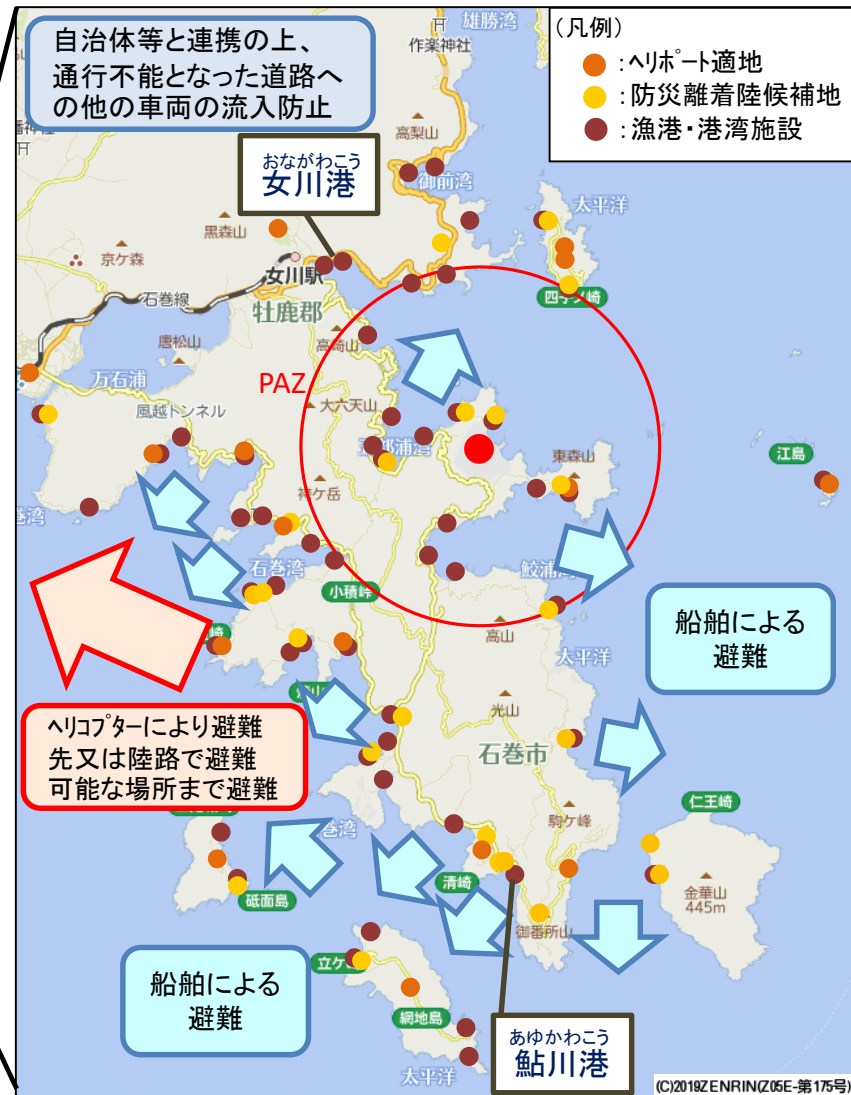 自治体等と連携の上、
通行不能となった道路へ
の他の車両の流入防止
雄勝湾
作楽神社
(凡例)
：ヘリポート適地
：防災離着陸候補地
：漁港・港湾施設
高梨山
おながわこう
女川港
御前湾
太平洋
黒森山
京ケ森
女川駅
石巻線
牡鹿郡
四子ノ崎
唐松山
高崎山
万石浦
PAZ
大六天山
風越トンネル
東森山
江島
袴ケ岳
石巻湾
鮫浦湾
小積峠
高山
船舶による
避難
太平洋
ヘリコプターにより避難
先又は陸路で避難
可能な場所まで避難
光山
石巻市
仁王崎
駒ケ峰
清崎
金華山
445m
砥面島
御番所山
船舶による
避難
網地島
あゆかわこう
鮎川港
太平洋
(C)2019ZENRIN(Z05E-第175号)